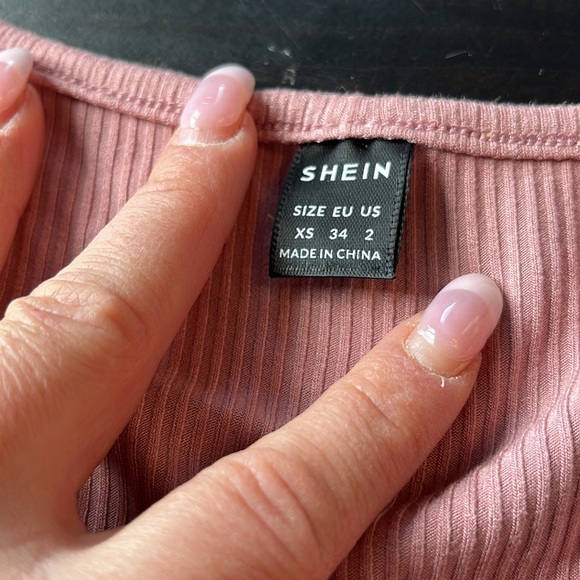 SHEIN
SIZE EU US
XS 34 2
MADE IN CHINA